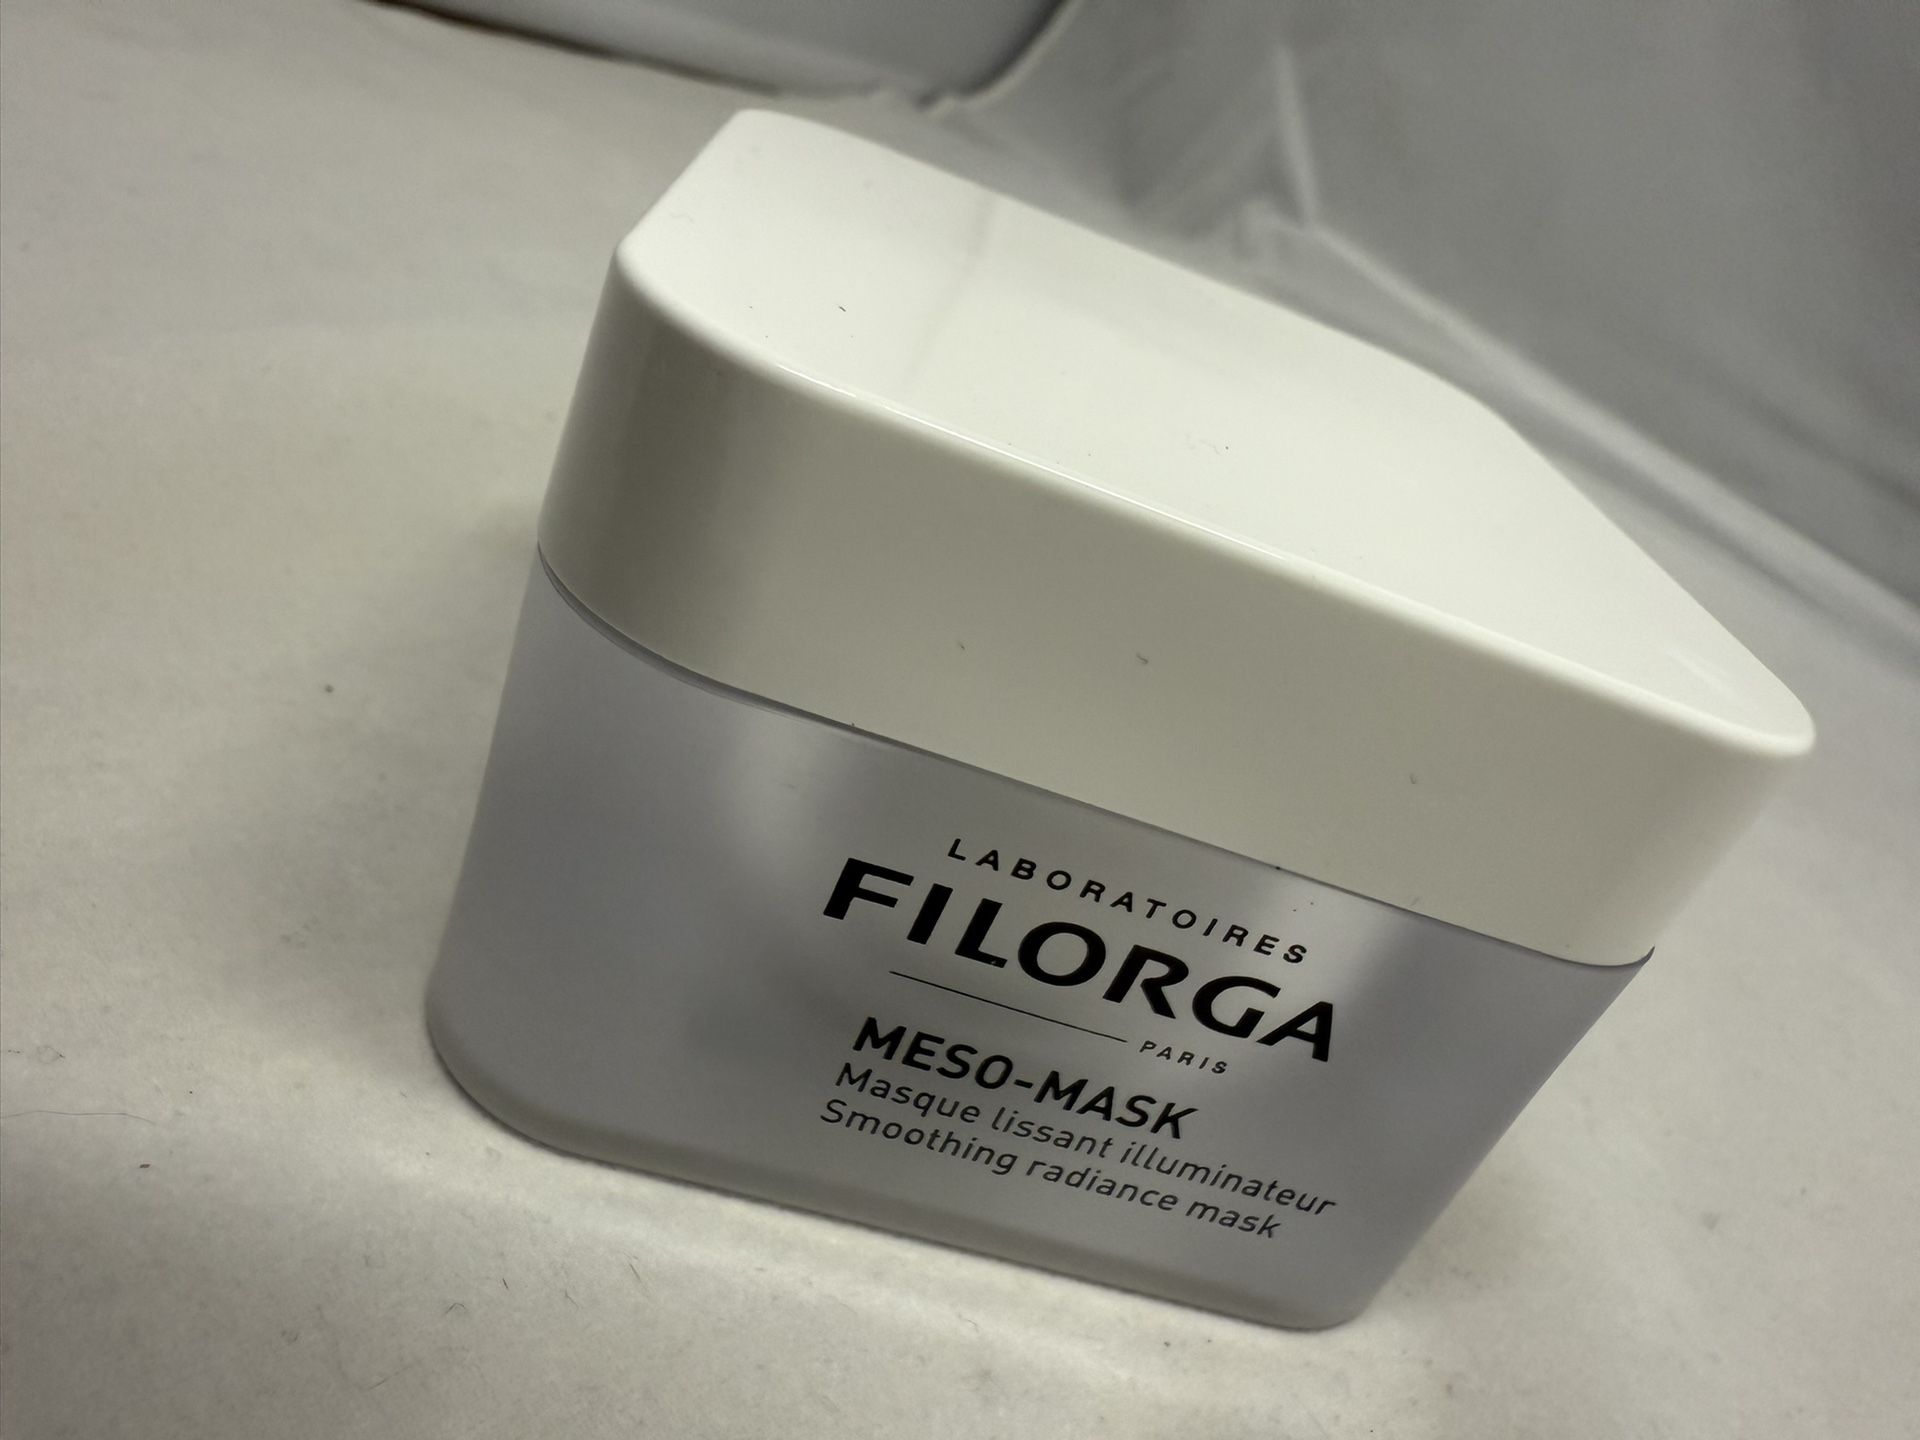 LABORATOIRES
FILORGA
PARIS
MESO-MASK
Masque lissant illuminateur
Smoothing radiance mask